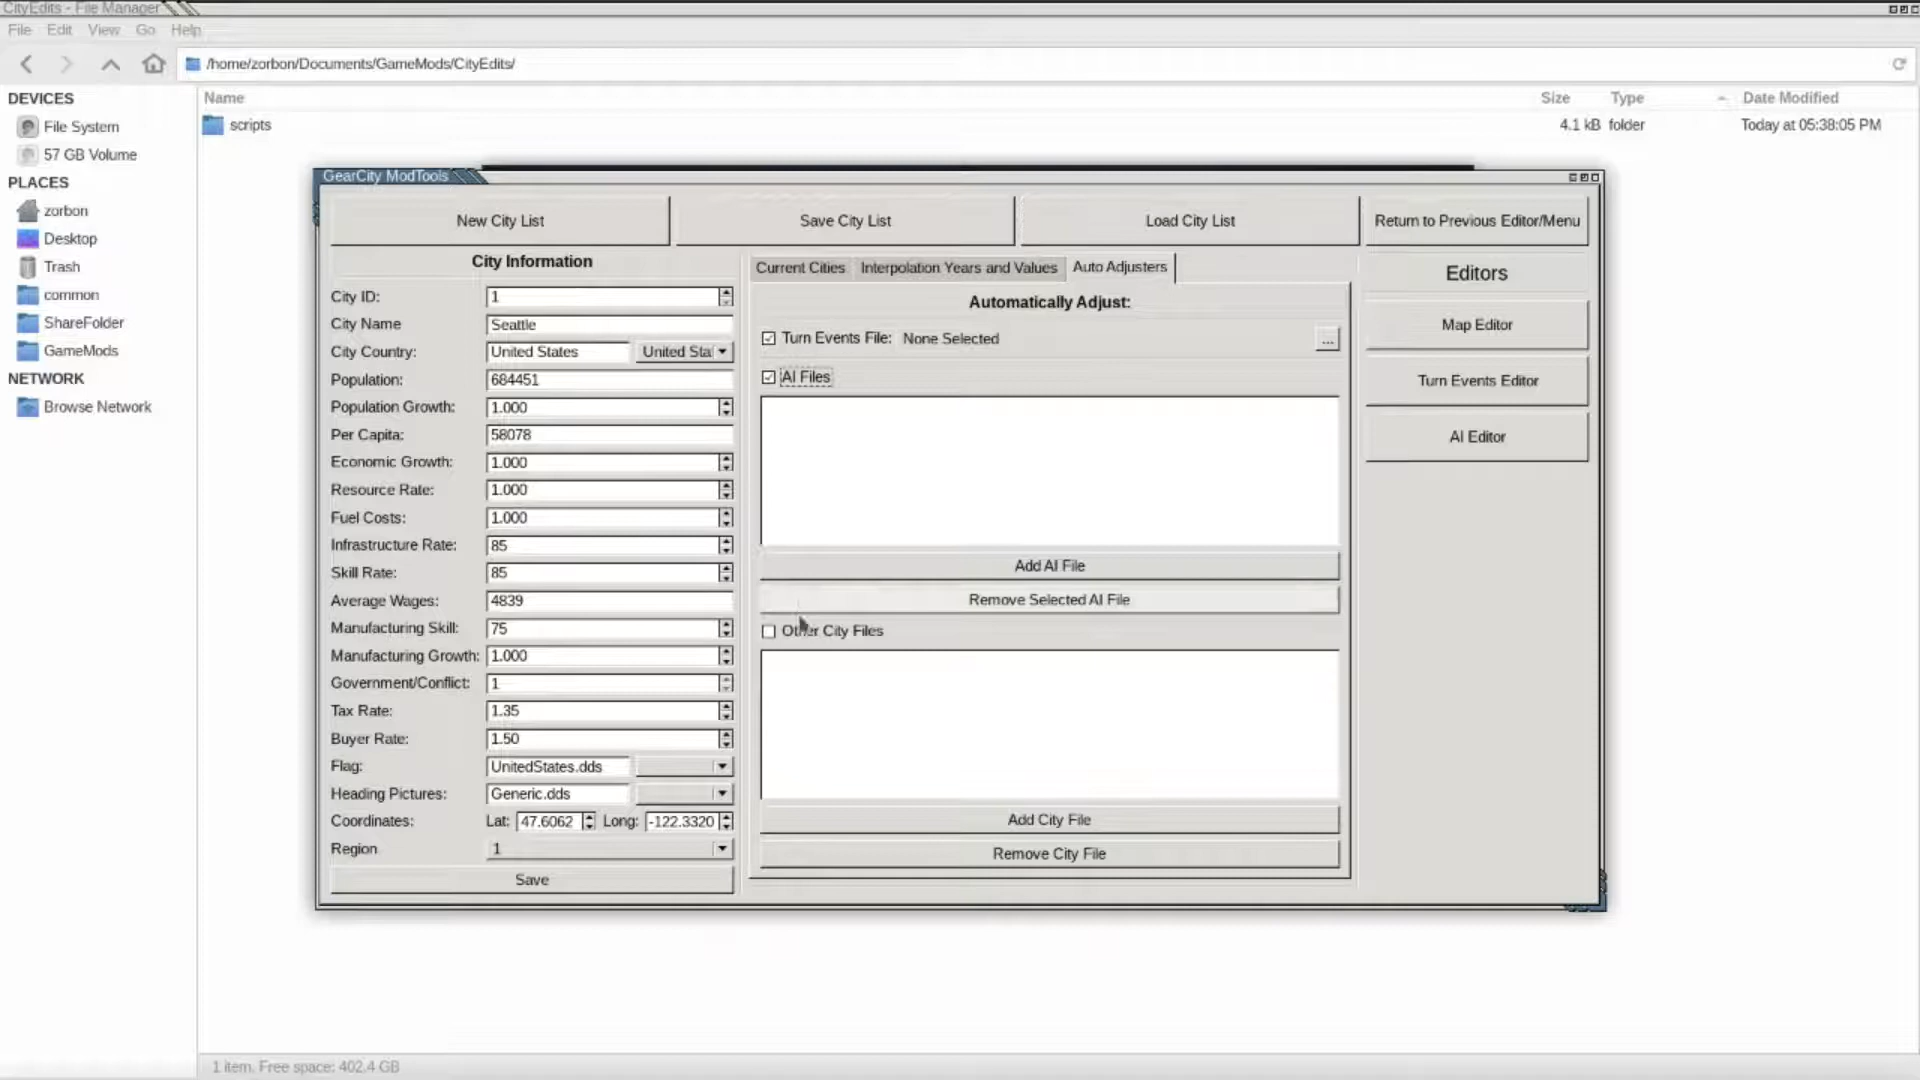 CityEdits - File Manager
File Edit View Go Help
/home/zorbon/Documents/GameMods/CityEdits/
DEVICES
File System
57 GB Volume
PLACES
zorbon
Desktop
Trash
common
ShareFolder
GameMods
NETWORK
Browse Network
Name Size Type Date Modified
scripts 4.1 kB folder Today at 05:38:05 PM
GearCity ModTools
New City List Save City List Load City List Return to Previous Editor/Menu
City Information
City ID: 1
City Name Seattle
City Country: United States United Sta
Population: 684451
Population Growth: 1.000
Per Capita: 58078
Economic Growth: 1.000
Resource Rate: 1.000
Fuel Costs: 1.000
Infrastructure Rate: 85
Skill Rate: 85
Average Wages: 4839
Manufacturing Skill: 75
Manufacturing Growth: 1.000
Government/Conflict: 1
Tax Rate: 1.35
Buyer Rate: 1.50
Flag: UnitedStates.dds
Heading Pictures: Generic.dds
Coordinates: Lat: 47.6062 Long: -122.3320
Region 1
Save
Current Cities Interpolation Years and Values Auto Adjusters
Automatically Adjust:
Turn Events File: None Selected ...
AI Files
Add AI File
Remove Selected AI File
Other City Files
Add City File
Remove City File
Editors
Map Editor
Turn Events Editor
AI Editor
1 item. Free space: 402.4 GB